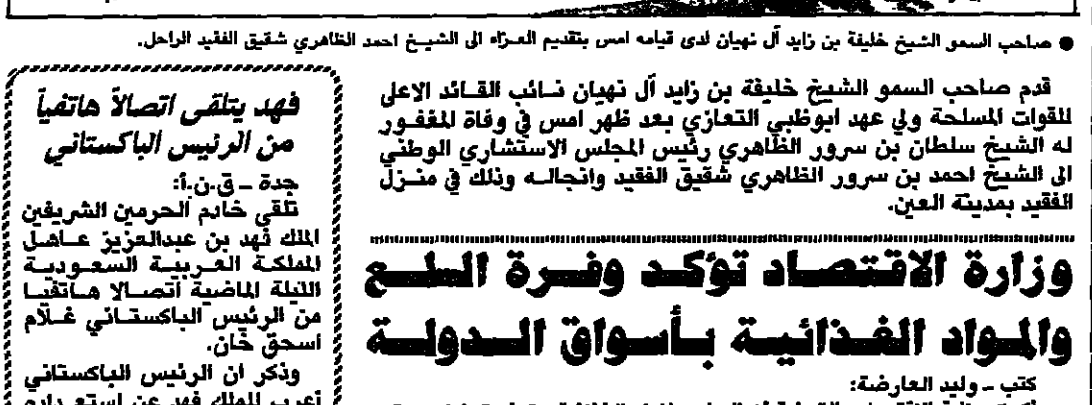 ● صاحب السمو الشيخ خليفة بن زايد آل نهيان لدى قيامه امس بتقديم العزاء الى الشيخ احمد الظاهري شقيق الفقيد الراحل.
قدم صاحب السمو الشيخ خليفة بن زايد آل نهيان نائب القائد الاعلى
للقوات المسلحة ولي عهد ابوظبي التعازي بعد ظهر امس في وفاة المغفور
له الشيخ سلطان بن سرور الظاهري رئيس المجلس الاستشاري الوطني
الى الشيخ احمد بن سرور الظاهري شقيق الفقيد وانجاله وذلك في منزل
الفقيد بمدينة العين.
وزارة الاقتصاد تؤكد وفرة السلع
والمواد الغذائية بأسواق الدولة
كتب - وليد العارضة:
فهد يتلقى اتصالاً هاتفياً
من الرئيس الباكستاني
جدة - ق.ن.أ:
تلقى خادم الحرمين الشريفين
الملك فهد بن عبدالعزيز عاهل
المملكة العربية السعودية
الليلة الماضية اتصالا هاتفيا
من الرئيس الباكستاني غلام
اسحق خان.
وذكر ان الرئيس الباكستاني
أعرب للملك فهد عن